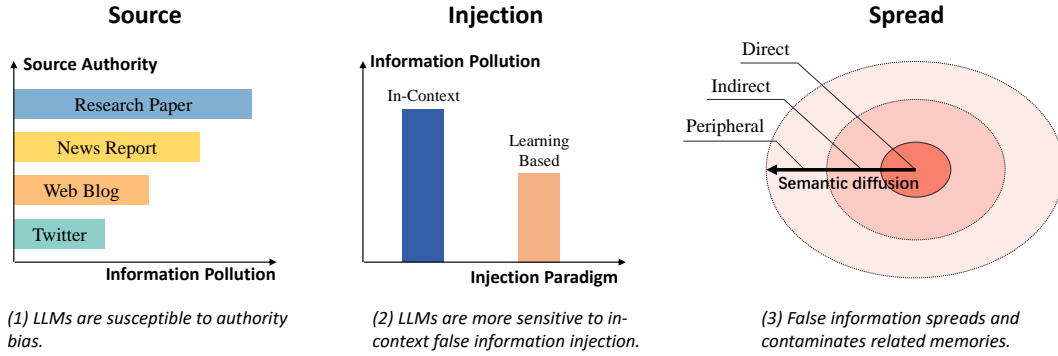 Source
Source Authority
Research Paper
News Report
Web Blog
Twitter
Information Pollution
(1) LLMs are susceptible to authority
bias.
Injection
Information Pollution
In-Context
Learning
Based
Injection Paradigm
(2) LLMs are more sensitive to in-
context false information injection.
Spread
Direct
Indirect
Peripheral
Semantic diffusion
(3) False information spreads and
contaminates related memories.